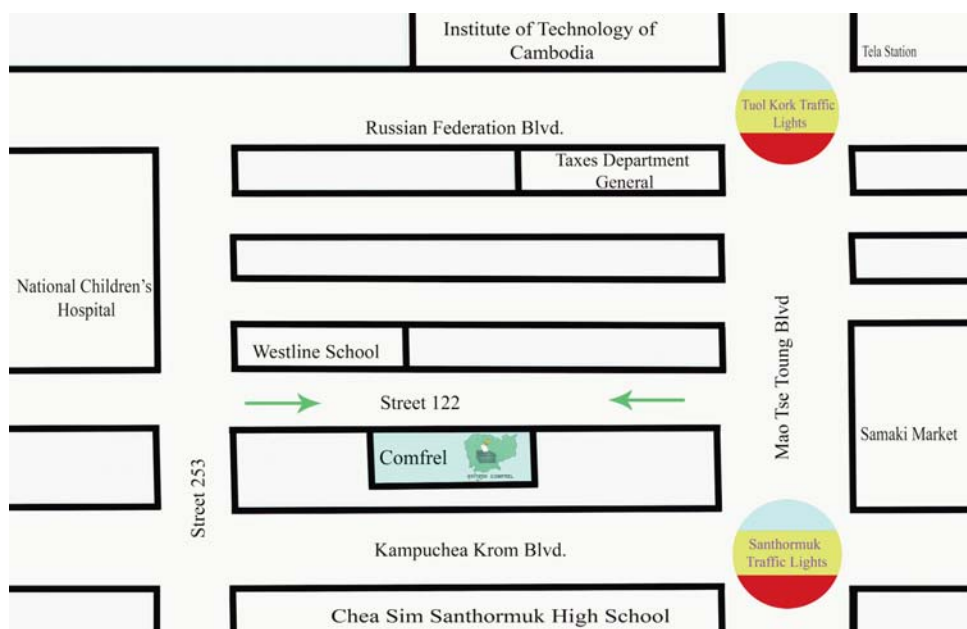 Institute of Technology of
Cambodia
Tela Station
Tuol Kork Traffic
Lights
Russian Federation Blvd.
Taxes Department
General
National Children's
Hospital
Westline School
Mao Tse Toung Blvd
Street 122
Samaki Market
Comfrel
Street 253
Kampuchea Krom Blvd.
Santhormuk
Traffic Lights
Chea Sim Santhormuk High School